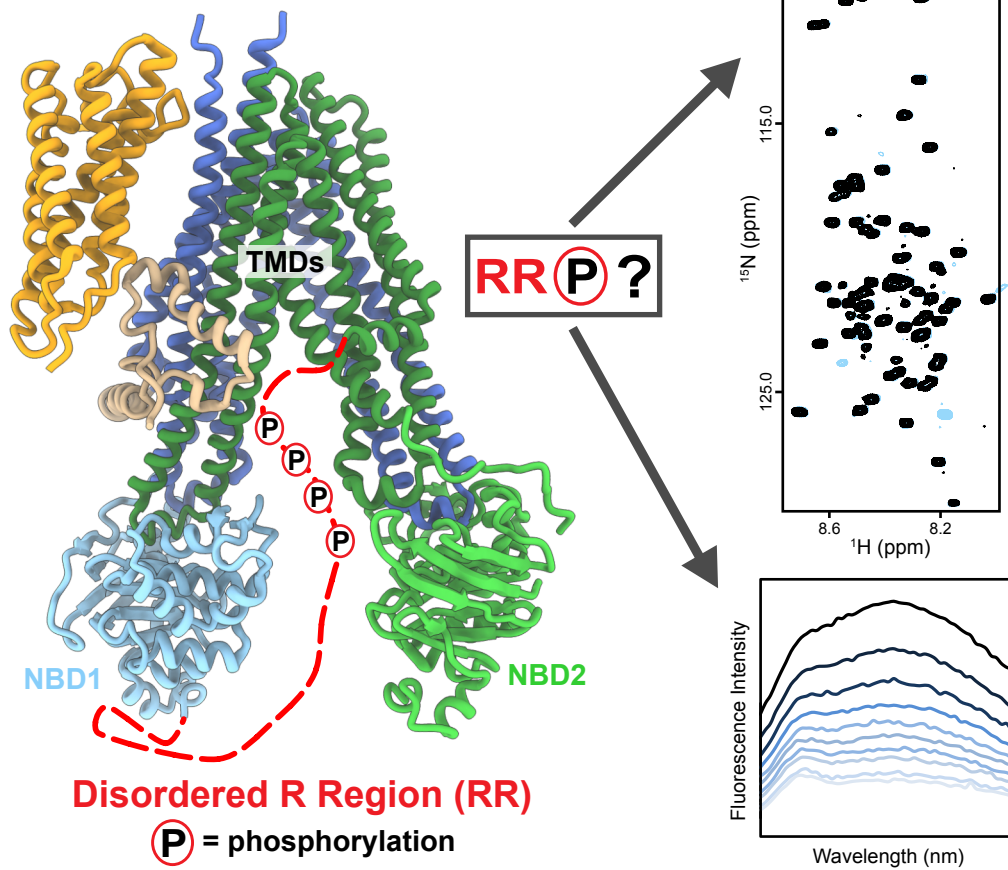 TMDs
RR P ?
P
P
P
P
NBD1
NBD2
Disordered R Region (RR)
P = phosphorylation
115.0
125.0
¹⁵N (ppm)
8.6 8.2
¹H (ppm)
Fluorescence Intensity
Wavelength (nm)